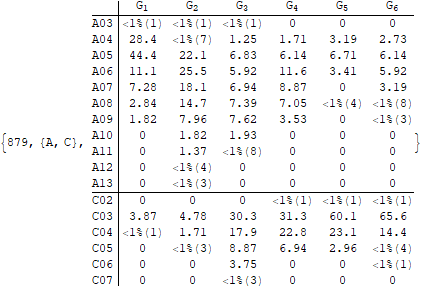 G1 G2 G3 G4 G5 G6
A03 <1%(1) <1%(1) <1%(1) 0 0 0
A04 28.4 <1%(7) 1.25 1.71 3.19 2.73
A05 44.4 22.1 6.83 6.14 6.71 6.14
A06 11.1 25.5 5.92 11.6 3.41 5.92
A07 7.28 18.1 6.94 8.87 0 3.19
A08 2.84 14.7 7.39 7.05 <1%(4) <1%(8)
A09 1.82 7.96 7.62 3.53 0 <1%(3)
A10 0 1.82 1.93 0 0 0
{879, {A, C}, A11 0 1.37 <1%(8) 0 0 0 }
A12 0 <1%(4) 0 0 0 0
A13 0 <1%(3) 0 0 0 0
C02 0 0 0 <1%(1) <1%(1) <1%(1)
C03 3.87 4.78 30.3 31.3 60.1 65.6
C04 <1%(1) 1.71 17.9 22.8 23.1 14.4
C05 0 <1%(3) 8.87 6.94 2.96 <1%(4)
C06 0 0 3.75 0 0 <1%(1)
C07 0 0 <1%(3) 0 0 0